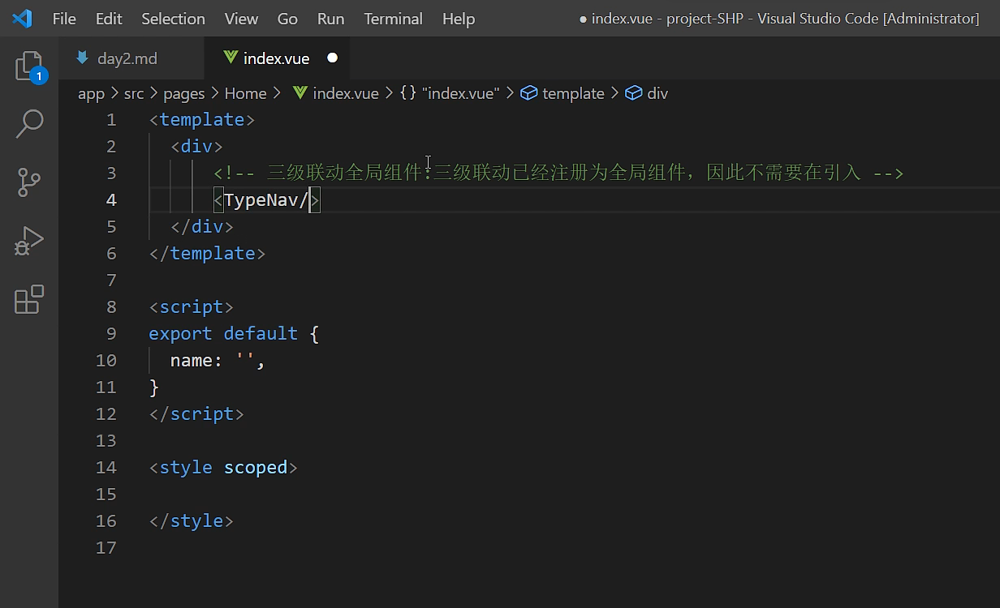 File Edit Selection View Go Run Terminal Help ● index.vue - project-SHP - Visual Studio Code [Administrator]
day2.md index.vue ●
app > src > pages > Home > index.vue > {} "index.vue" > template > div
1
1 <template>
2 <div>
3 <!-- 三级联动全局组件:三级联动已经注册为全局组件，因此不需要在引入 -->
4 <TypeNav/>
5 </div>
6 </template>
7
8 <script>
9 export default {
10 name: '',
11 }
12 </script>
13
14 <style scoped>
15
16 </style>
17